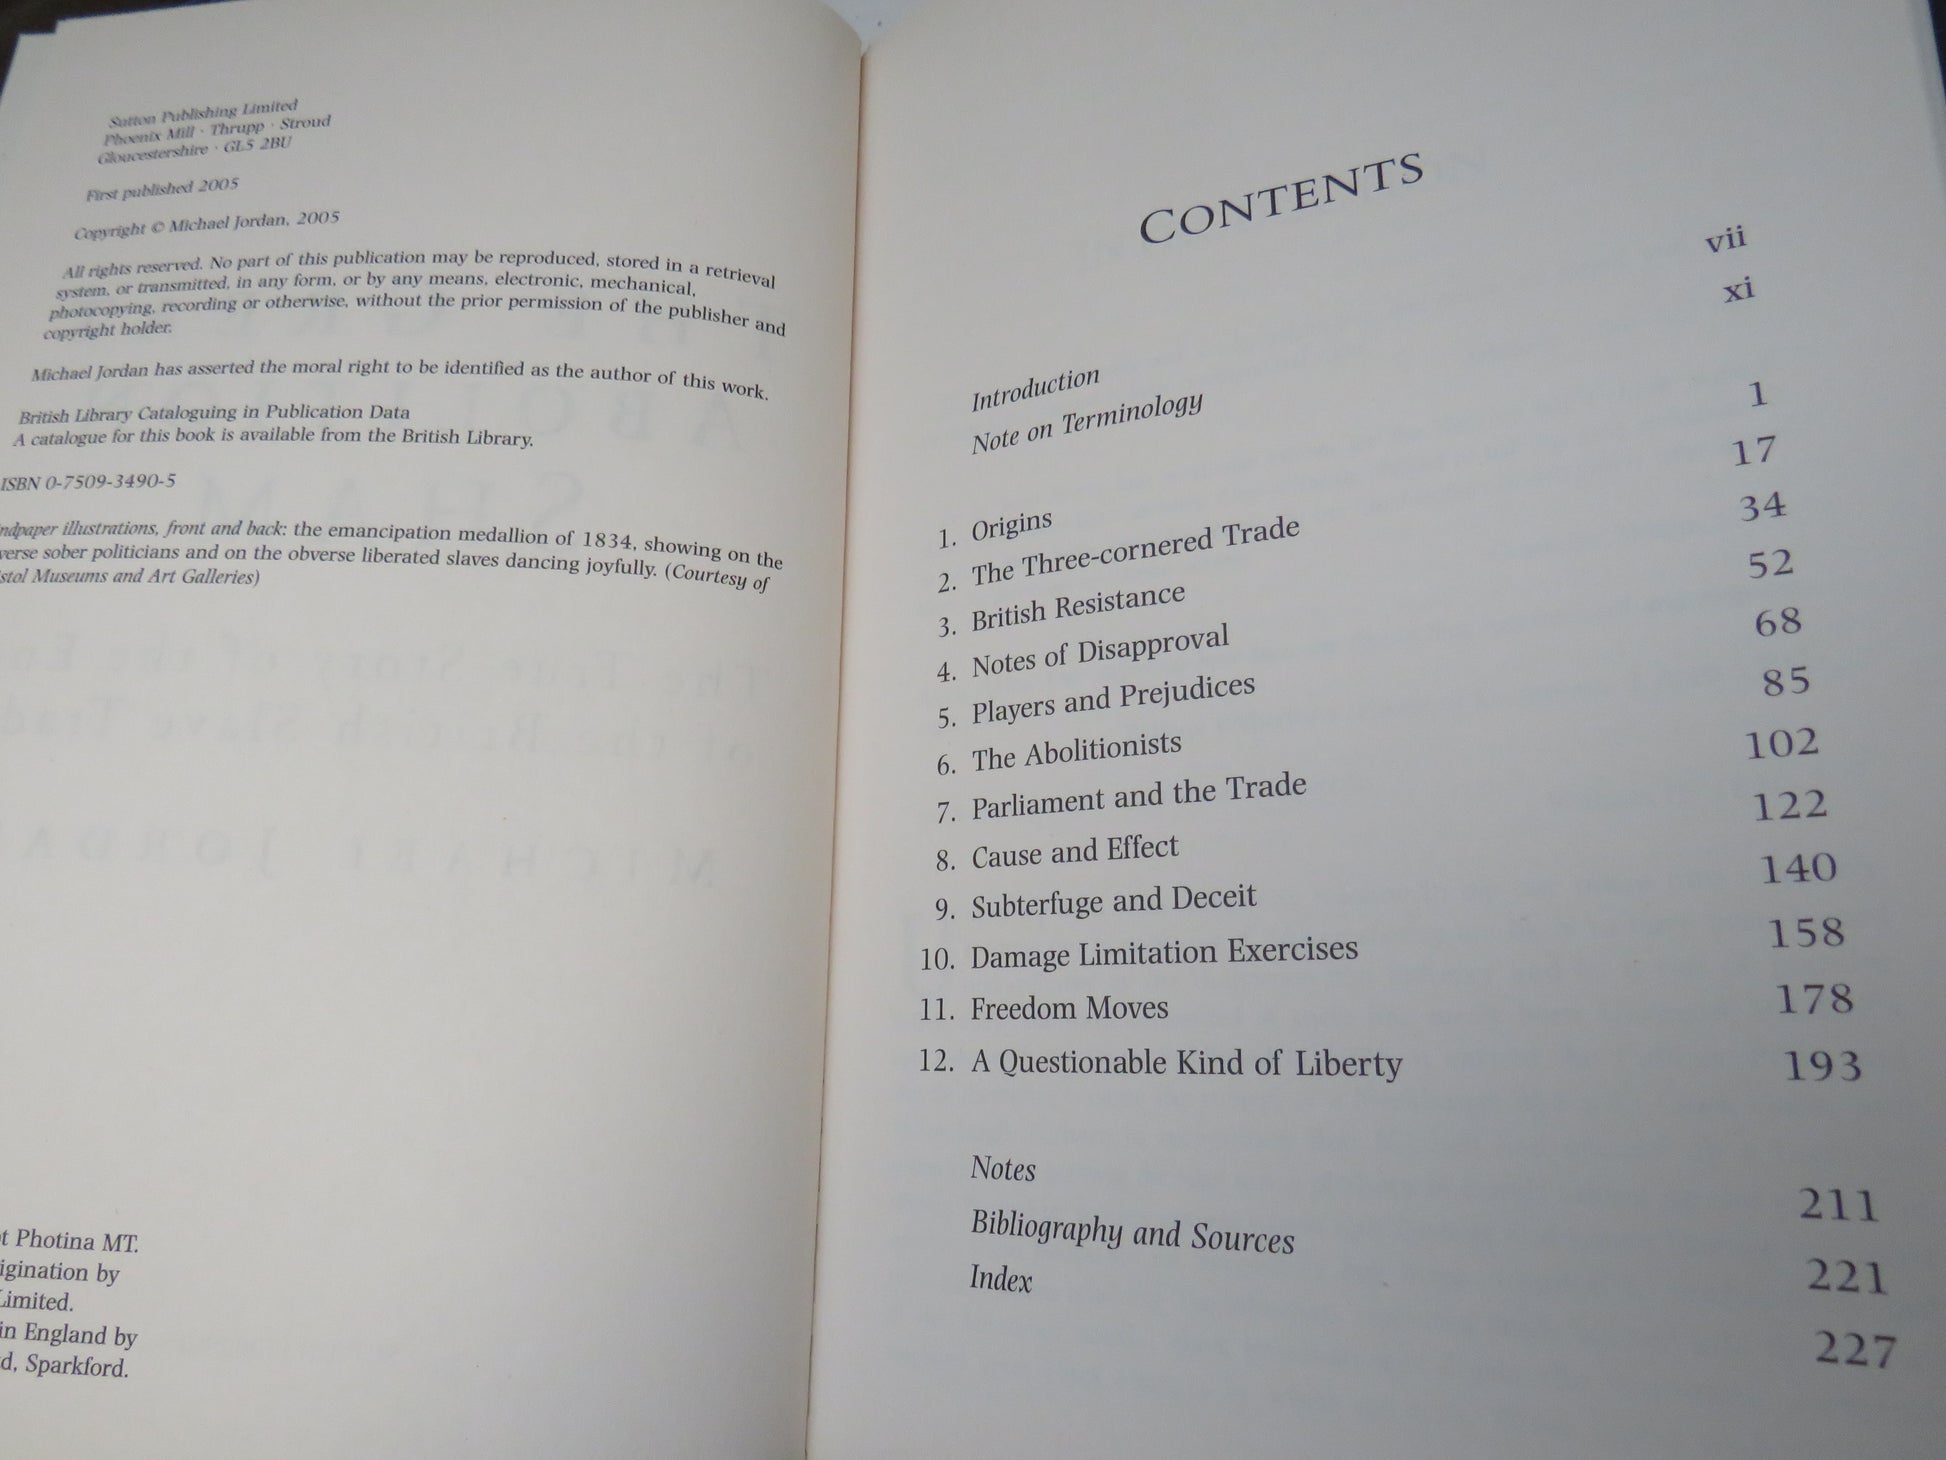 Sutton Publishing Limited
Phoenix Mill · Thrupp · Stroud
Gloucestershire · GL5 2BU
First published 2005
Copyright © Michael Jordan, 2005
All rights reserved. No part of this publication may be reproduced, stored in a retrieval
system, or transmitted, in any form, or by any means, electronic, mechanical,
photocopying, recording or otherwise, without the prior permission of the publisher and
copyright holder.
Michael Jordan has asserted the moral right to be identified as the author of this work.
British Library Cataloguing in Publication Data
A catalogue for this book is available from the British Library.
ISBN 0-7509-3490-5
ndpaper illustrations, front and back: the emancipation medallion of 1834, showing on the
verse sober politicians and on the obverse liberated slaves dancing joyfully. (Courtesy of
stol Museums and Art Galleries)
t Photina MT.
igination by
Limited.
in England by
d, Sparkford.
CONTENTS
Introduction vii
Note on Terminology xi
1. Origins 1
2. The Three-cornered Trade 17
3. British Resistance 34
4. Notes of Disapproval 52
5. Players and Prejudices 68
6. The Abolitionists 85
7. Parliament and the Trade 102
8. Cause and Effect 122
9. Subterfuge and Deceit 140
10. Damage Limitation Exercises 158
11. Freedom Moves 178
12. A Questionable Kind of Liberty 193
Notes 211
Bibliography and Sources 221
Index 227